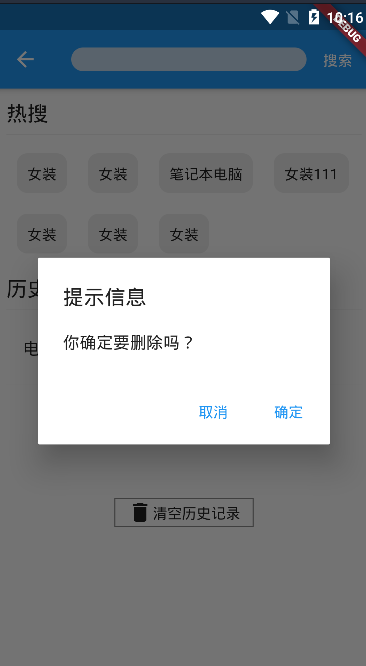 10:16
DEBUG
搜索
热搜
女装 女装 笔记本电脑 女装111
女装 女装 女装
历史
提示信息
你确定要删除吗？
电
取消 确定
清空历史记录